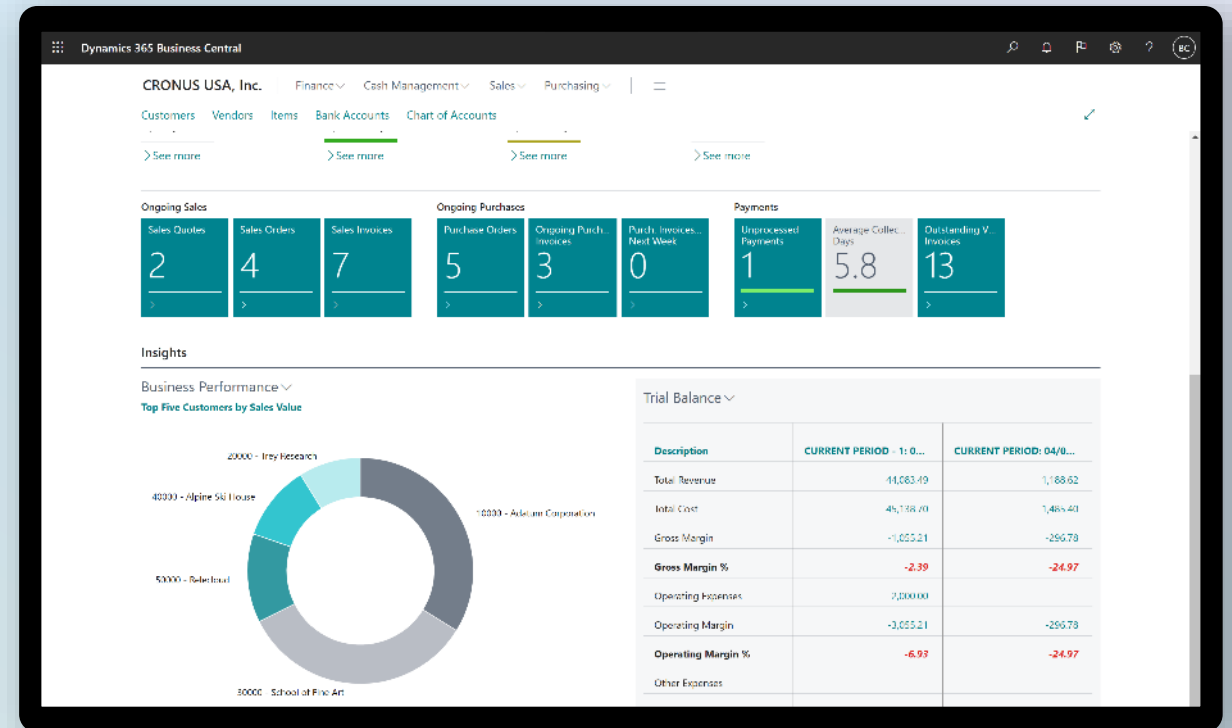 Dynamics 365 Business Central
BC
CRONUS USA, Inc. Finance Cash Management Sales Purchasing
Customers Vendors Items Bank Accounts Chart of Accounts
See more See more See more See more
Ongoing Sales Ongoing Purchases Payments
Sales Quotes
2
Sales Orders
4
Sales Invoices
7
Purchase Orders
5
Ongoing Purch...
Invoices
3
Purch. Invoices...
Next Week
0
Unprocessed
Payments
1
Average Collec...
Days
5.8
Outstanding V...
Invoices
13
Insights
Business Performance
Top Five Customers by Sales Value
20000 - Trey Research
40000 - Alpine Ski House
10000 - Adatum Corporation
50000 - Relecloud
30000 - School of Fine Art
Trial Balance
Description CURRENT PERIOD - 1: 0... CURRENT PERIOD: 04/0...
Total Revenue 44,083.49 1,188.62
Total Cost 45,138.70 1,485.40
Gross Margin -1,055.21 -296.78
Gross Margin % -2.39 -24.97
Operating Expenses 2,000.00
Operating Margin -3,055.21 -296.78
Operating Margin % -6.93 -24.97
Other Expenses